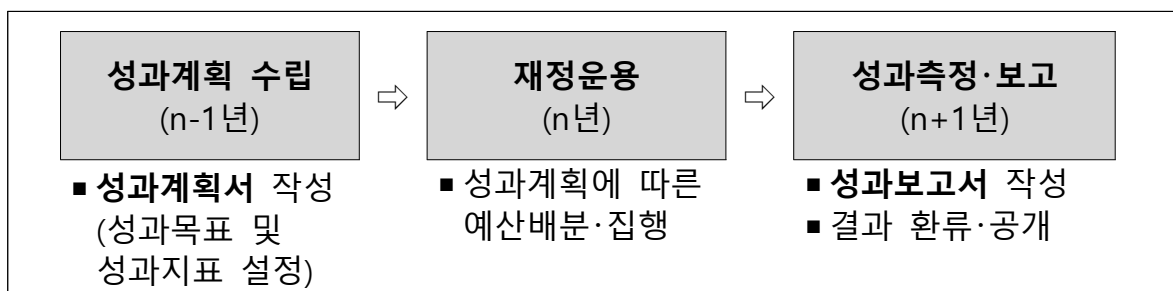 성과계획 수립
(n-1년)
⇨
재정운용
(n년)
⇨
성과측정·보고
(n+1년)
▪ 성과계획서 작성
(성과목표 및
성과지표 설정)
▪ 성과계획에 따른
예산배분·집행
▪ 성과보고서 작성
▪ 결과 환류·공개